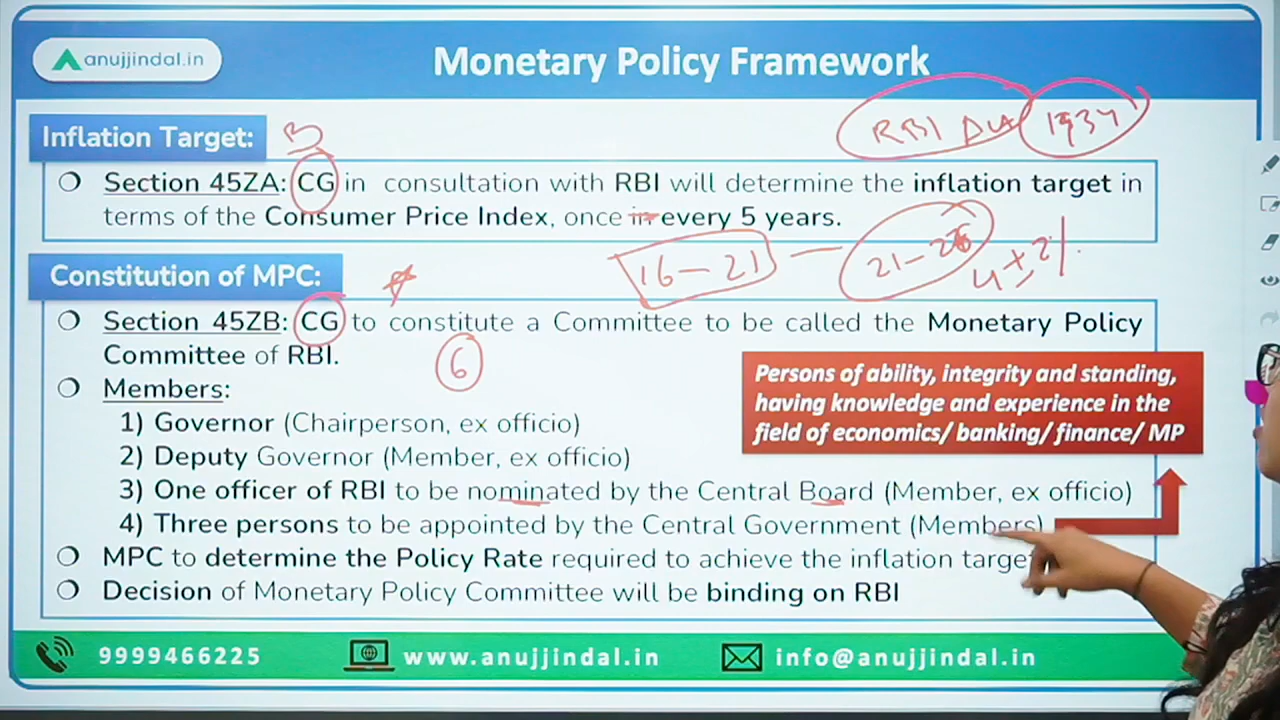 anujjindal.in
Monetary Policy Framework
RBI Act 1934
Inflation Target:
Section 45ZA: CG in consultation with RBI will determine the inflation target in
terms of the Consumer Price Index, once in every 5 years.
16-21 — 21-26 4±2%
Constitution of MPC:
Section 45ZB: CG to constitute a Committee to be called the Monetary Policy
Committee of RBI.
6
Members:
Persons of ability, integrity and standing,
having knowledge and experience in the
field of economics/ banking/ finance/ MP
1) Governor (Chairperson, ex officio)
2) Deputy Governor (Member, ex officio)
3) One officer of RBI to be nominated by the Central Board (Member, ex officio)
4) Three persons to be appointed by the Central Government (Members)
MPC to determine the Policy Rate required to achieve the inflation target
Decision of Monetary Policy Committee will be binding on RBI
9999466225
www.anujjindal.in
info@anujjindal.in